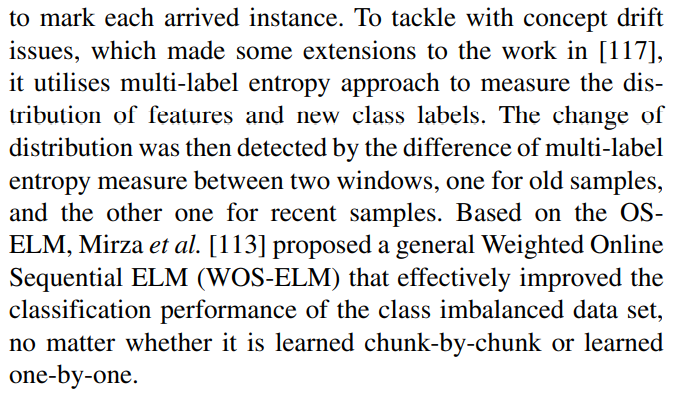 to mark each arrived instance. To tackle with concept drift
issues, which made some extensions to the work in [117],
it utilises multi-label entropy approach to measure the dis-
tribution of features and new class labels. The change of
distribution was then detected by the difference of multi-label
entropy measure between two windows, one for old samples,
and the other one for recent samples. Based on the OS-
ELM, Mirza et al. [113] proposed a general Weighted Online
Sequential ELM (WOS-ELM) that effectively improved the
classification performance of the class imbalanced data set,
no matter whether it is learned chunk-by-chunk or learned
one-by-one.